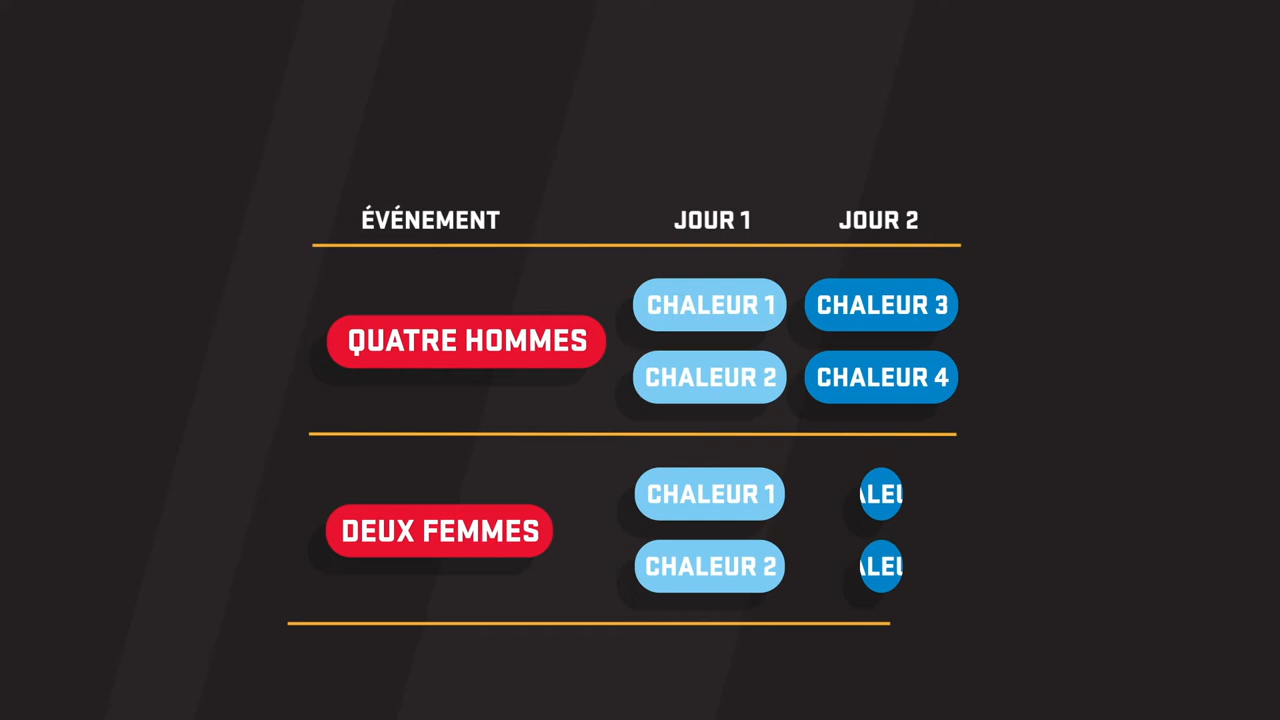 ÉVÉNEMENT JOUR 1 JOUR 2
CHALEUR 1 CHALEUR 3
QUATRE HOMMES
CHALEUR 2 CHALEUR 4
CHALEUR 1
DEUX FEMMES
CHALEUR 2